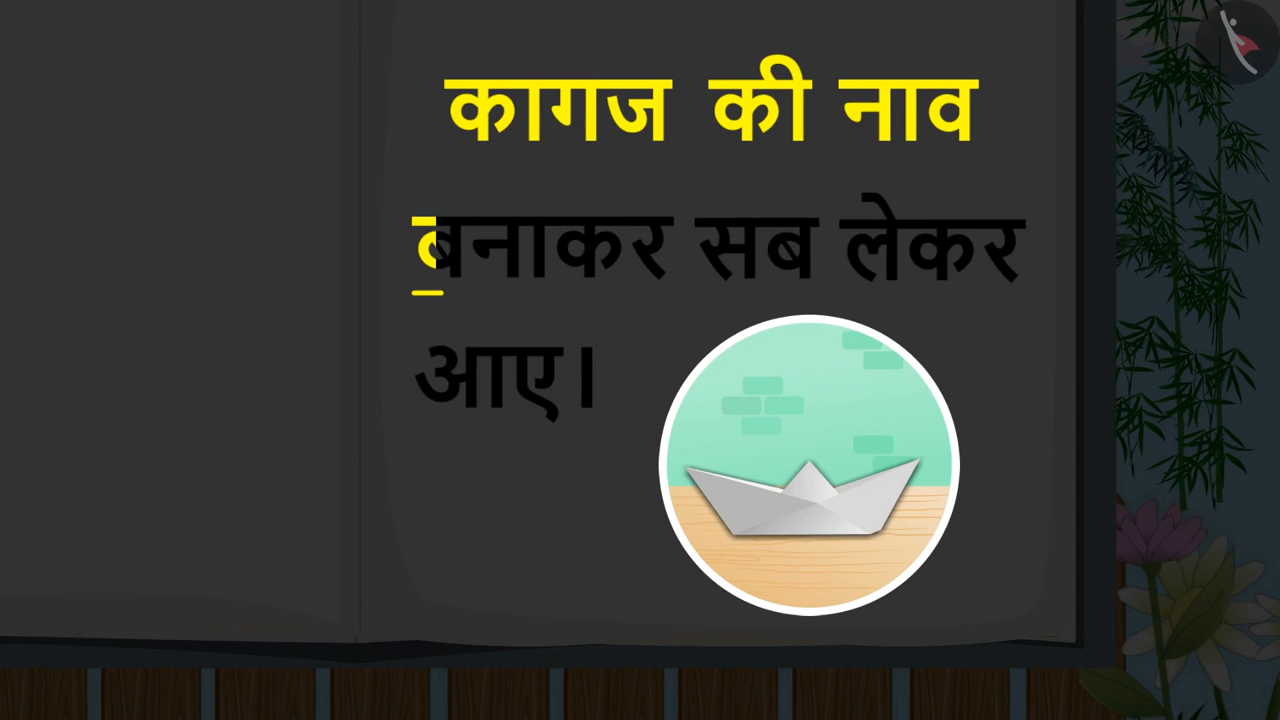 कागज की नाव
बनाकर सब लेकर
आए।